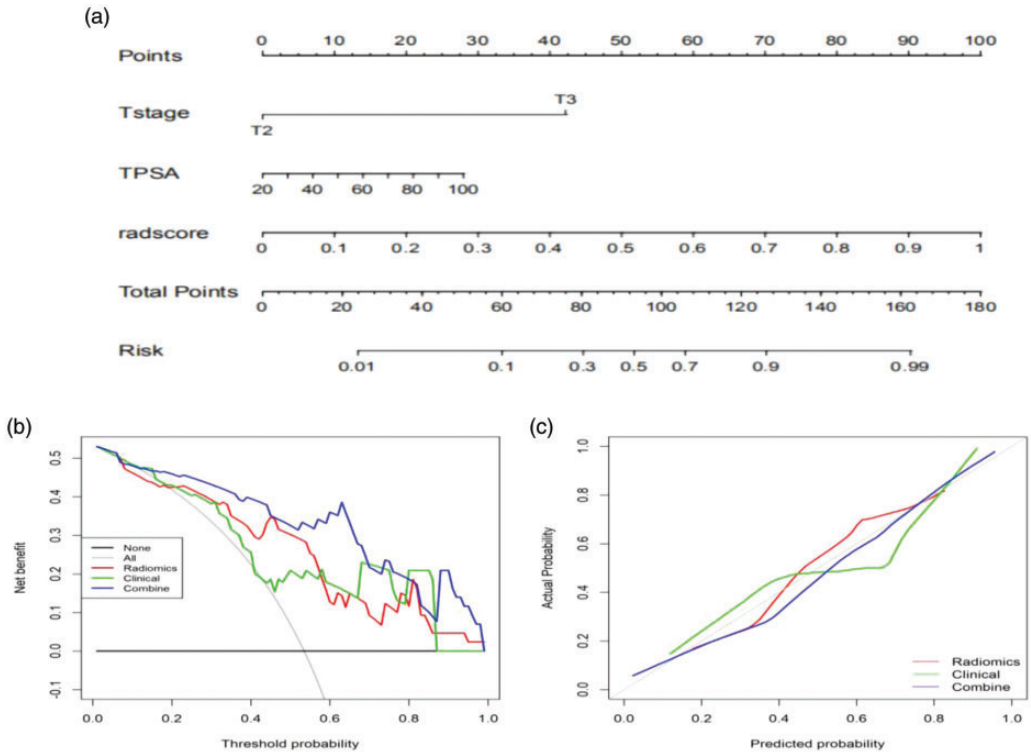 (a)
0 10 20 30 40 50 60 70 80 90 100
Points
T3
Tstage
T2
TPSA
20 40 60 80 100
radscore
0 0.1 0.2 0.3 0.4 0.5 0.6 0.7 0.8 0.9 1
Total Points
0 20 40 60 80 100 120 140 160 180
Risk
0.01 0.1 0.3 0.5 0.7 0.9 0.99
(b)
Net benefit
0.5
0.4
0.3
0.2
0.1
0.0
-0.1
None
All
Radiomics
Clinical
Combine
0.0 0.2 0.4 0.6 0.8 1.0
Threshold probability
(c)
Actual Probability
1.0
0.8
0.6
0.4
0.2
0.0
Radiomics
Clinical
Combine
0.0 0.2 0.4 0.6 0.8 1.0
Predicted probability